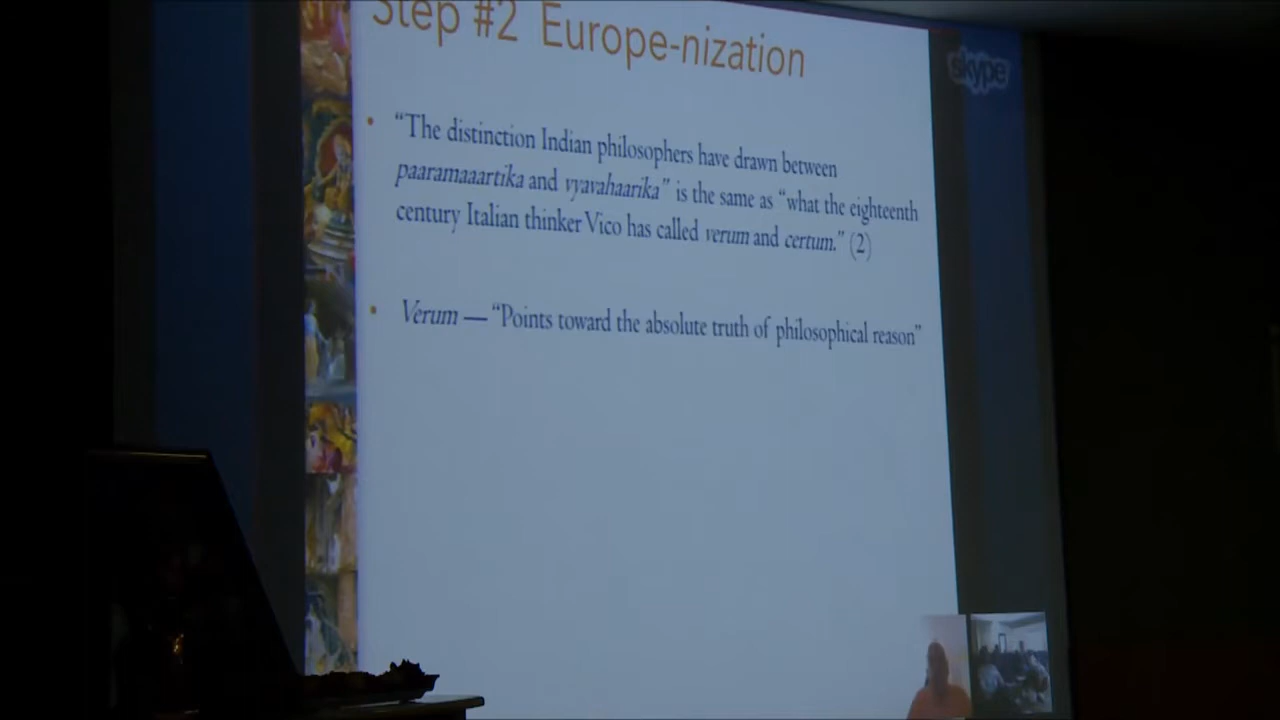 Step #2 Europe-nization
skype
• “The distinction Indian philosophers have drawn between
paaramaaartika and vyavahaarika” is the same as “what the eighteenth
century Italian thinker Vico has called verum and certum.” (2)
• Verum — “Points toward the absolute truth of philosophical reason”